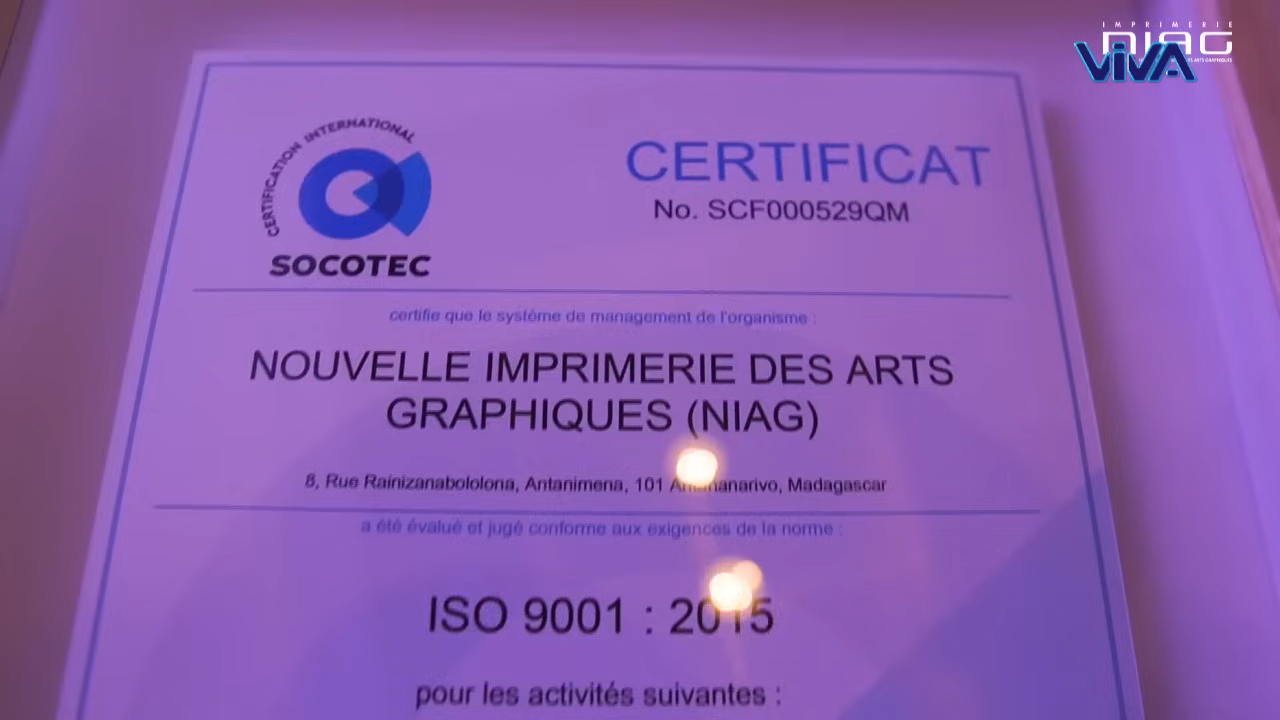 IMPRIMERIE
NIAG
VIVA
CERTIFICATION INTERNATIONAL
SOCOTEC
CERTIFICAT
No. SCF000529QM
certifie que le systéme de management de l'organisme :
NOUVELLE IMPRIMERIE DES ARTS
GRAPHIQUES (NIAG)
8, Rue Rainizanabololona, Antanimena, 101 Antananarivo, Madagascar
a été évalué et jugé conforme aux exigences de la norme :
ISO 9001 : 2015
pour les activités suivantes :